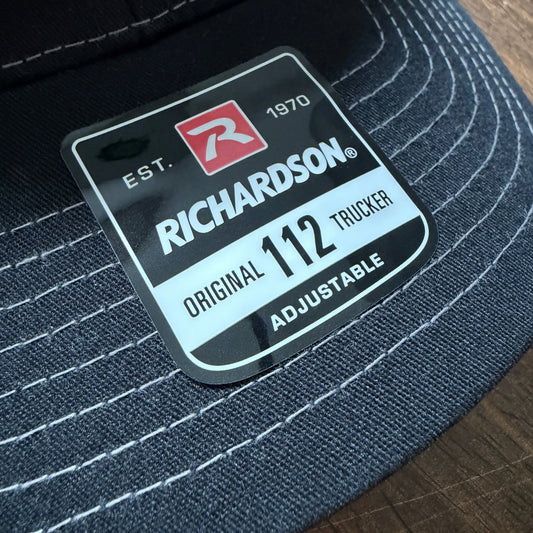 EST. R 1970
RICHARDSON®
ORIGINAL 112 TRUCKER
ADJUSTABLE